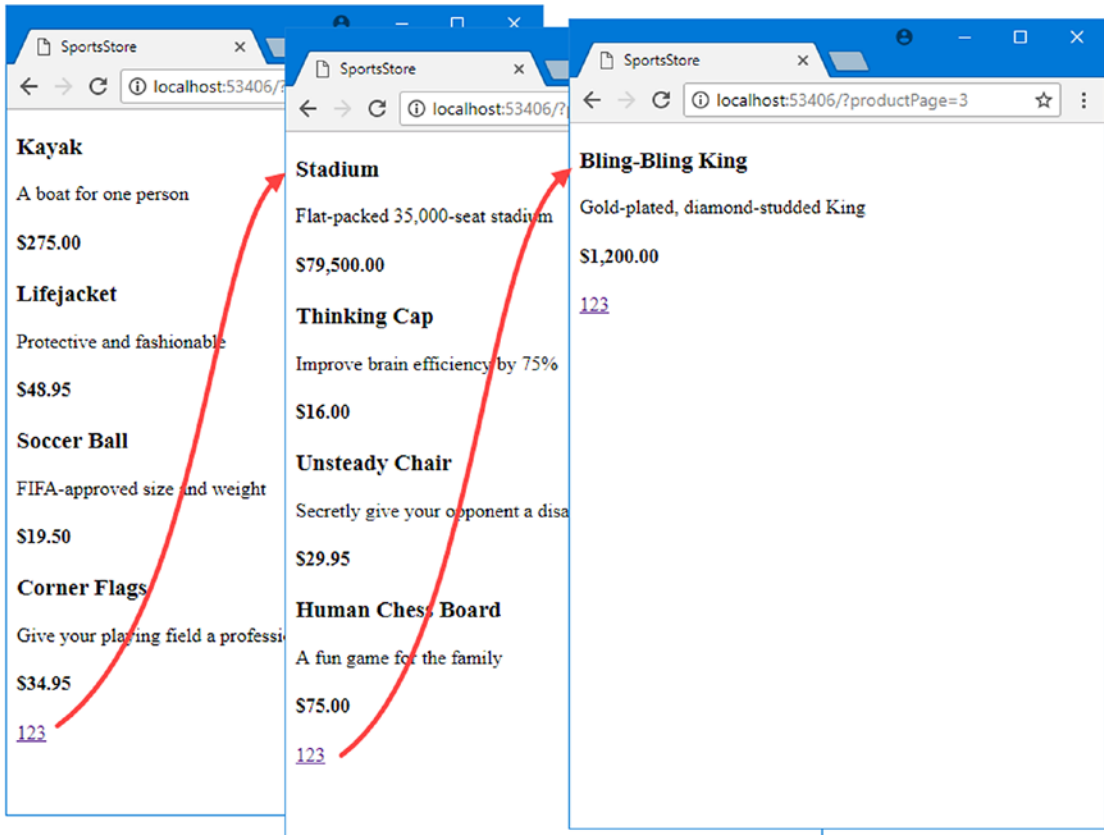 SportsStore
localhost:53406/?
Kayak
A boat for one person
$275.00
Lifejacket
Protective and fashionable
$48.95
Soccer Ball
FIFA-approved size and weight
$19.50
Corner Flags
Give your playing field a professi
$34.95
123
SportsStore
localhost:53406/?
Stadium
Flat-packed 35,000-seat stadium
$79,500.00
Thinking Cap
Improve brain efficiency by 75%
$16.00
Unsteady Chair
Secretly give your opponent a disa
$29.95
Human Chess Board
A fun game for the family
$75.00
123
SportsStore
localhost:53406/?productPage=3
Bling-Bling King
Gold-plated, diamond-studded King
$1,200.00
123